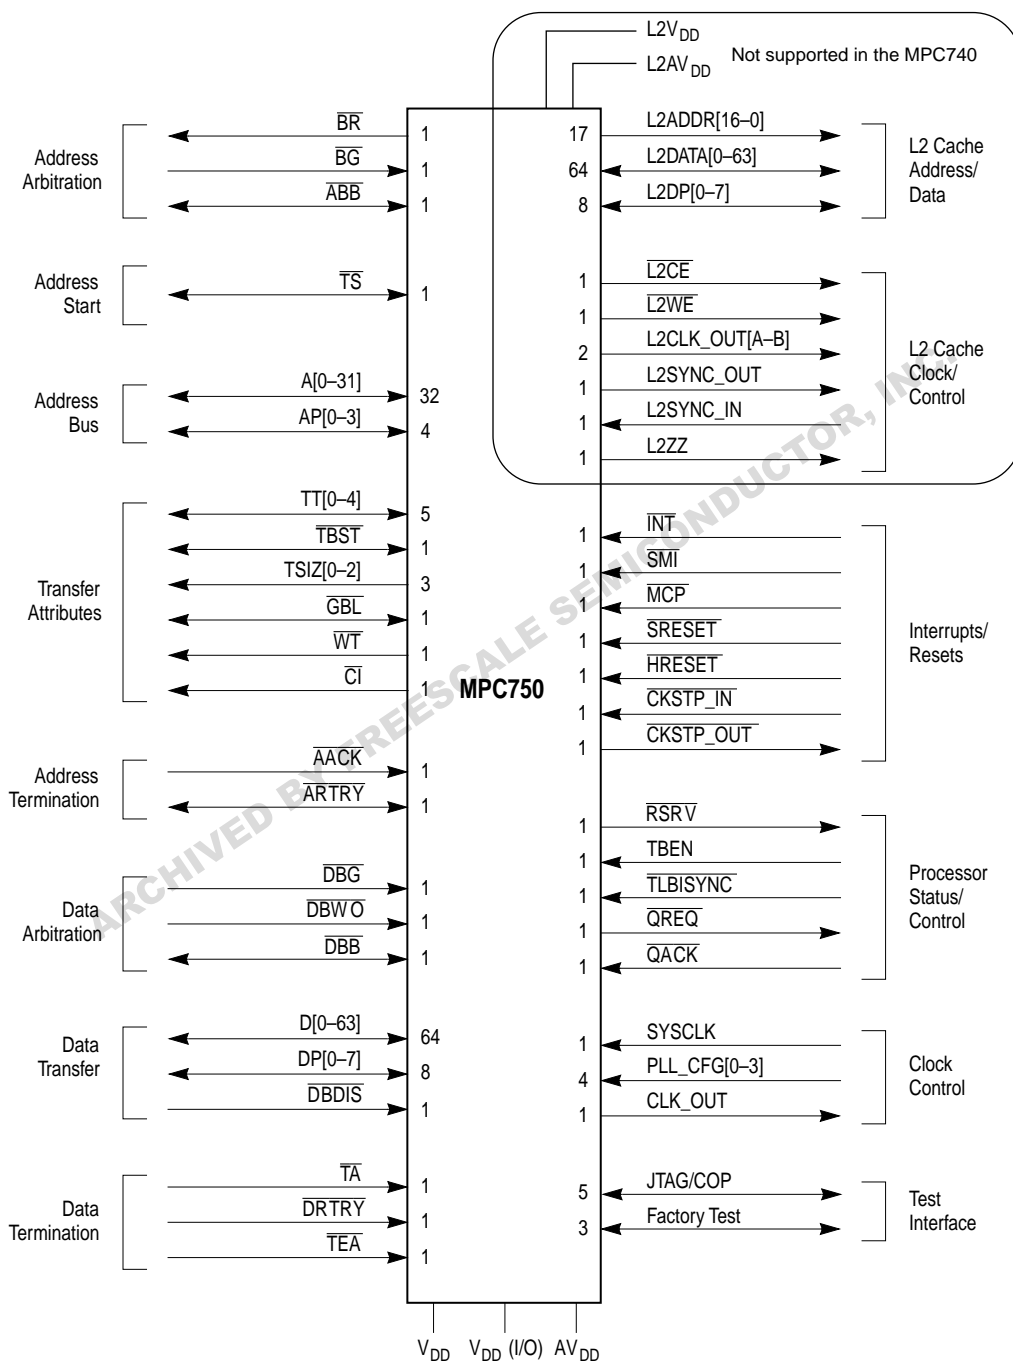 L2VDD
L2AVDD
Not supported in the MPC740
Address
Arbitration
BR 1
BG 1
ABB 1
Address
Start
TS 1
Address
Bus
A[0–31] 32
AP[0–3] 4
Transfer
Attributes
TT[0–4] 5
TBST 1
TSIZ[0–2] 3
GBL 1
WT 1
CI 1
Address
Termination
AACK 1
ARTRY 1
Data
Arbitration
DBG 1
DBWO 1
DBB 1
Data
Transfer
D[0–63] 64
DP[0–7] 8
DBDIS 1
Data
Termination
TA 1
DRTRY 1
TEA 1
MPC750
17 L2ADDR[16–0]
64 L2DATA[0–63]
8 L2DP[0–7]
L2 Cache
Address/
Data
1 L2CE
1 L2WE
2 L2CLK_OUT[A–B]
1 L2SYNC_OUT
1 L2SYNC_IN
1 L2ZZ
L2 Cache
Clock/
Control
1 INT
1 SMI
1 MCP
1 SRESET
1 HRESET
1 CKSTP_IN
1 CKSTP_OUT
Interrupts/
Resets
1 RSRV
1 TBEN
1 TLBISYNC
1 QREQ
1 QACK
Processor
Status/
Control
1 SYSCLK
4 PLL_CFG[0–3]
1 CLK_OUT
Clock
Control
5 JTAG/COP
3 Factory Test
Test
Interface
VDD VDD (I/O) AVDD
ARCHIVED BY FREESCALE SEMICONDUCTOR, INC.